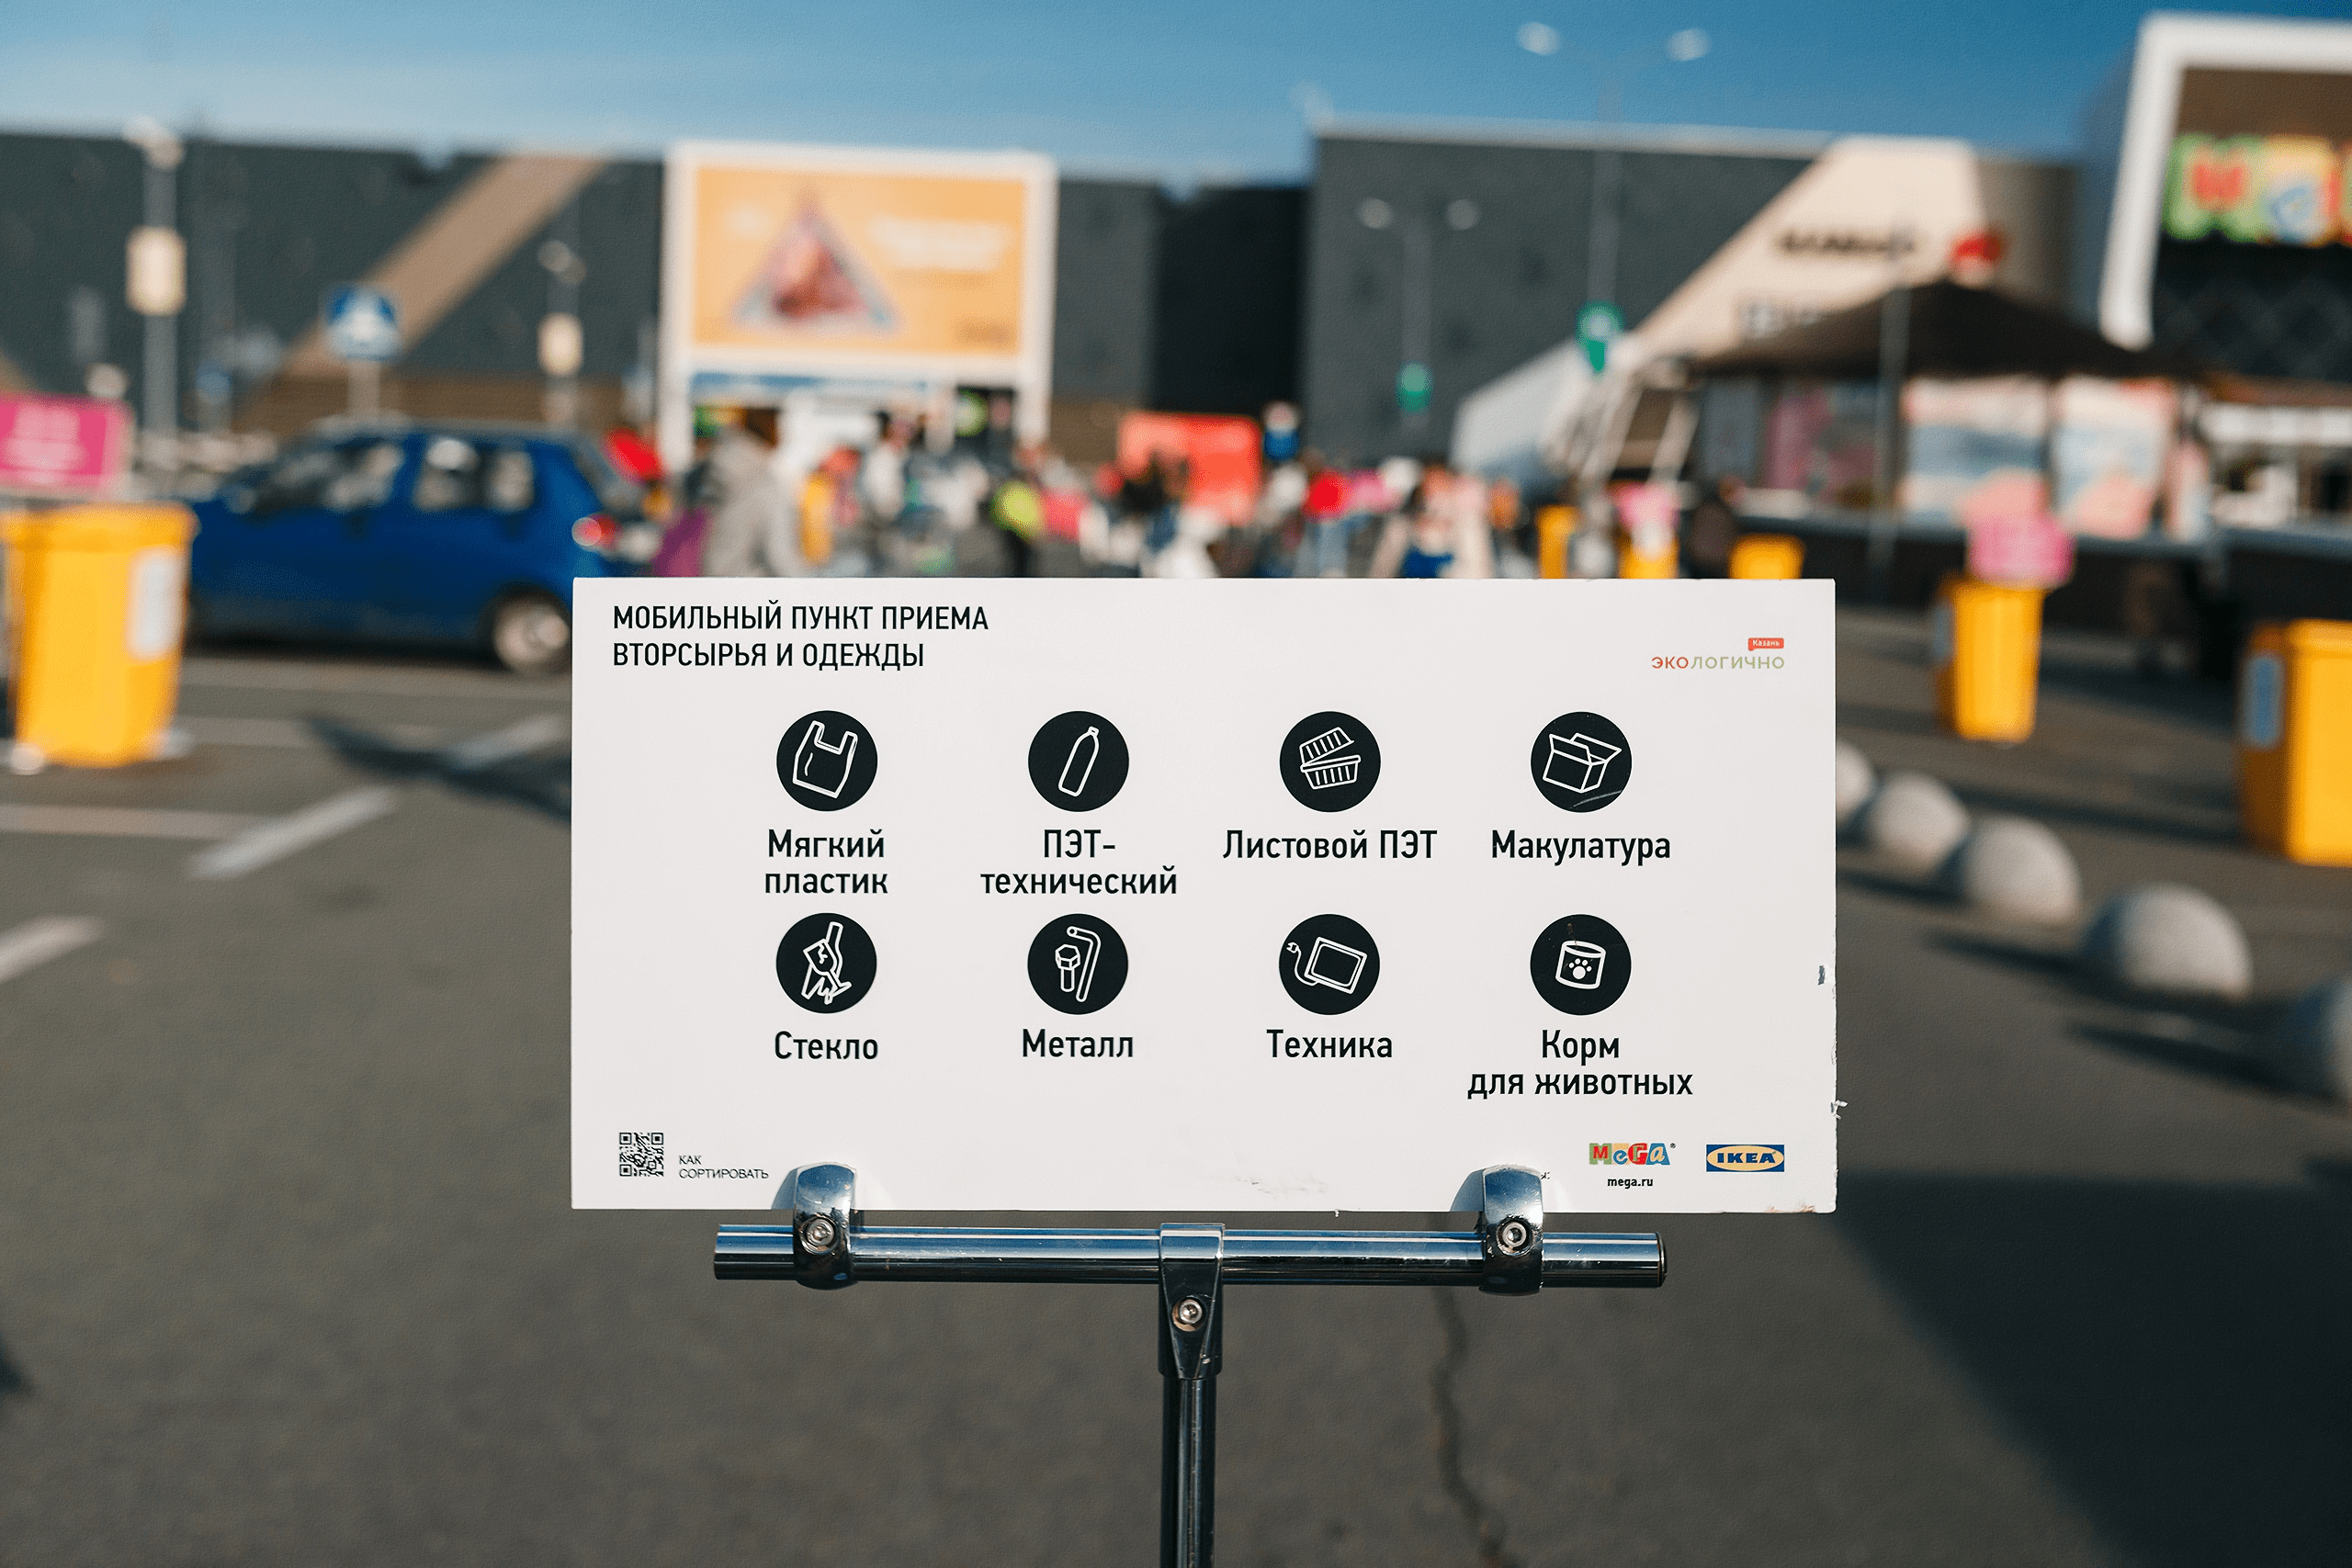 МОБИЛЬНЫЙ ПУНКТ ПРИЕМА
ВТОРСЫРЬЯ И ОДЕЖДЫ
Казань
ЭКОЛОГИЧНО
Мягкий
пластик
ПЭТ-
технический
Листовой ПЭТ
Макулатура
Стекло
Металл
Техника
Корм
для животных
КАК
СОРТИРОВАТЬ
MEGA
mega.ru
IKEA